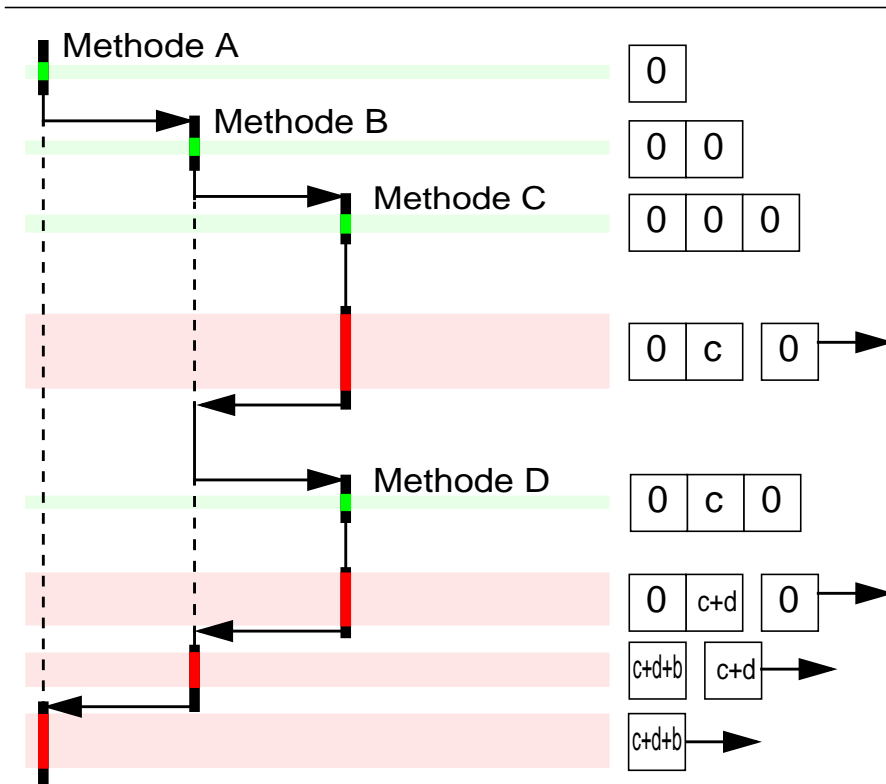 Methode A
0
Methode B
0 0
Methode C
0 0 0
0 c 0
Methode D
0 c 0
0 c+d 0
c+d+b c+d
c+d+b